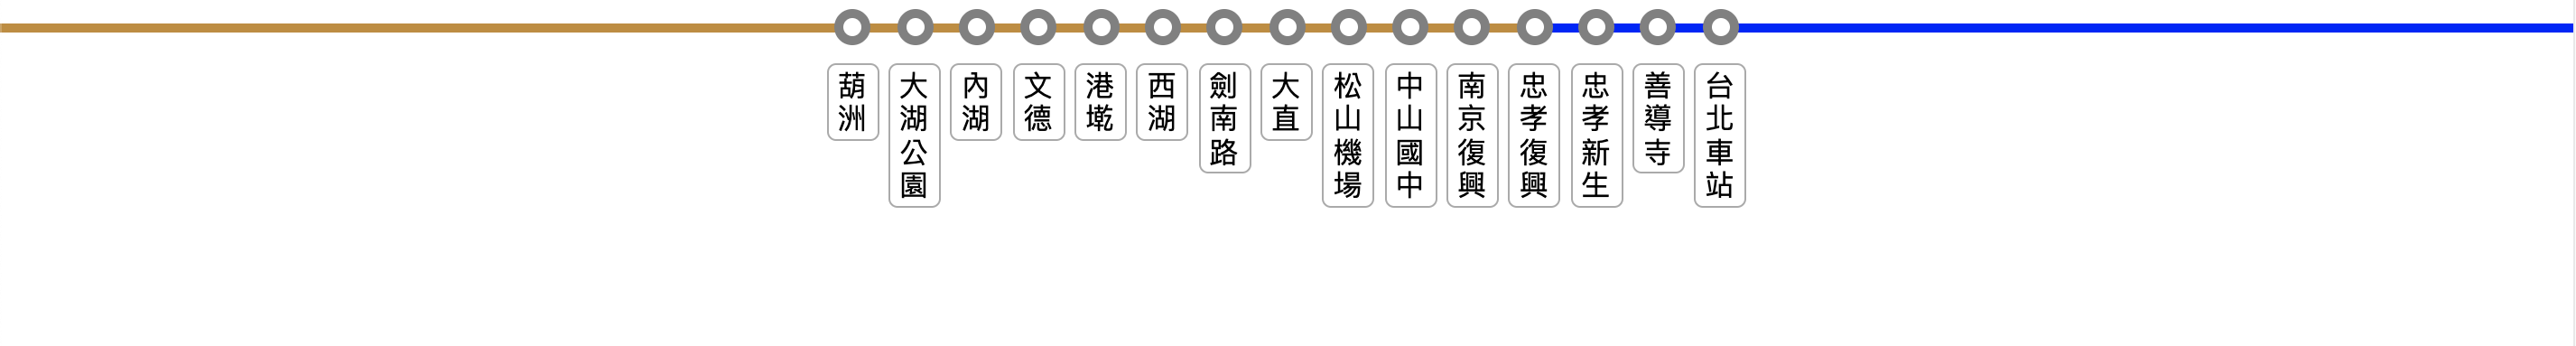 葫洲
大湖公園
內湖
文德
港墘
西湖
劍南路
大直
松山機場
中山國中
南京復興
忠孝復興
忠孝新生
善導寺
台北車站